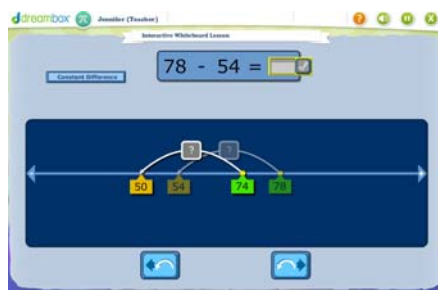 dreambox Jennifer (Teacher)
Interactive Whiteboard Lesson
78 - 54 =
Constant Difference
? ?
50 54 74 78